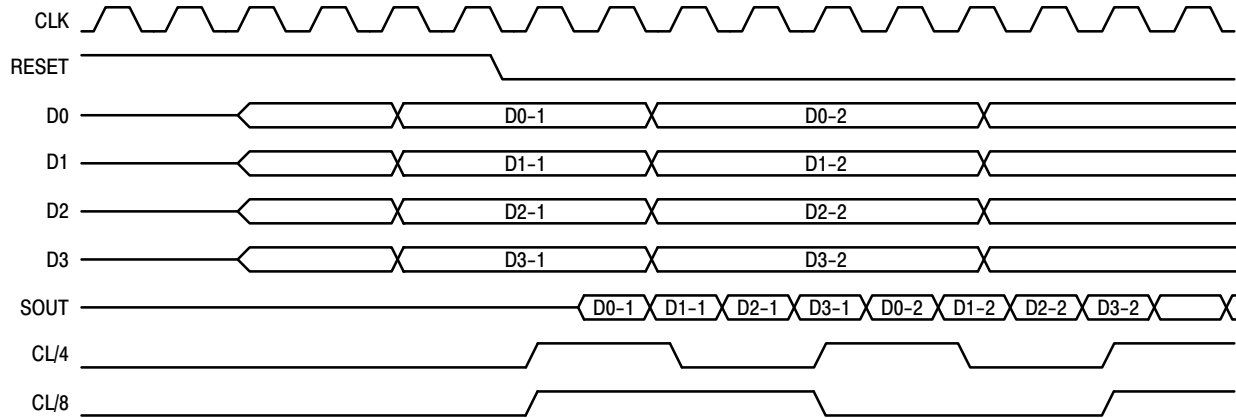 CLK
RESET
D0 D0-1 D0-2
D1 D1-1 D1-2
D2 D2-1 D2-2
D3 D3-1 D3-2
SOUT D0-1 D1-1 D2-1 D3-1 D0-2 D1-2 D2-2 D3-2
CL/4
CL/8